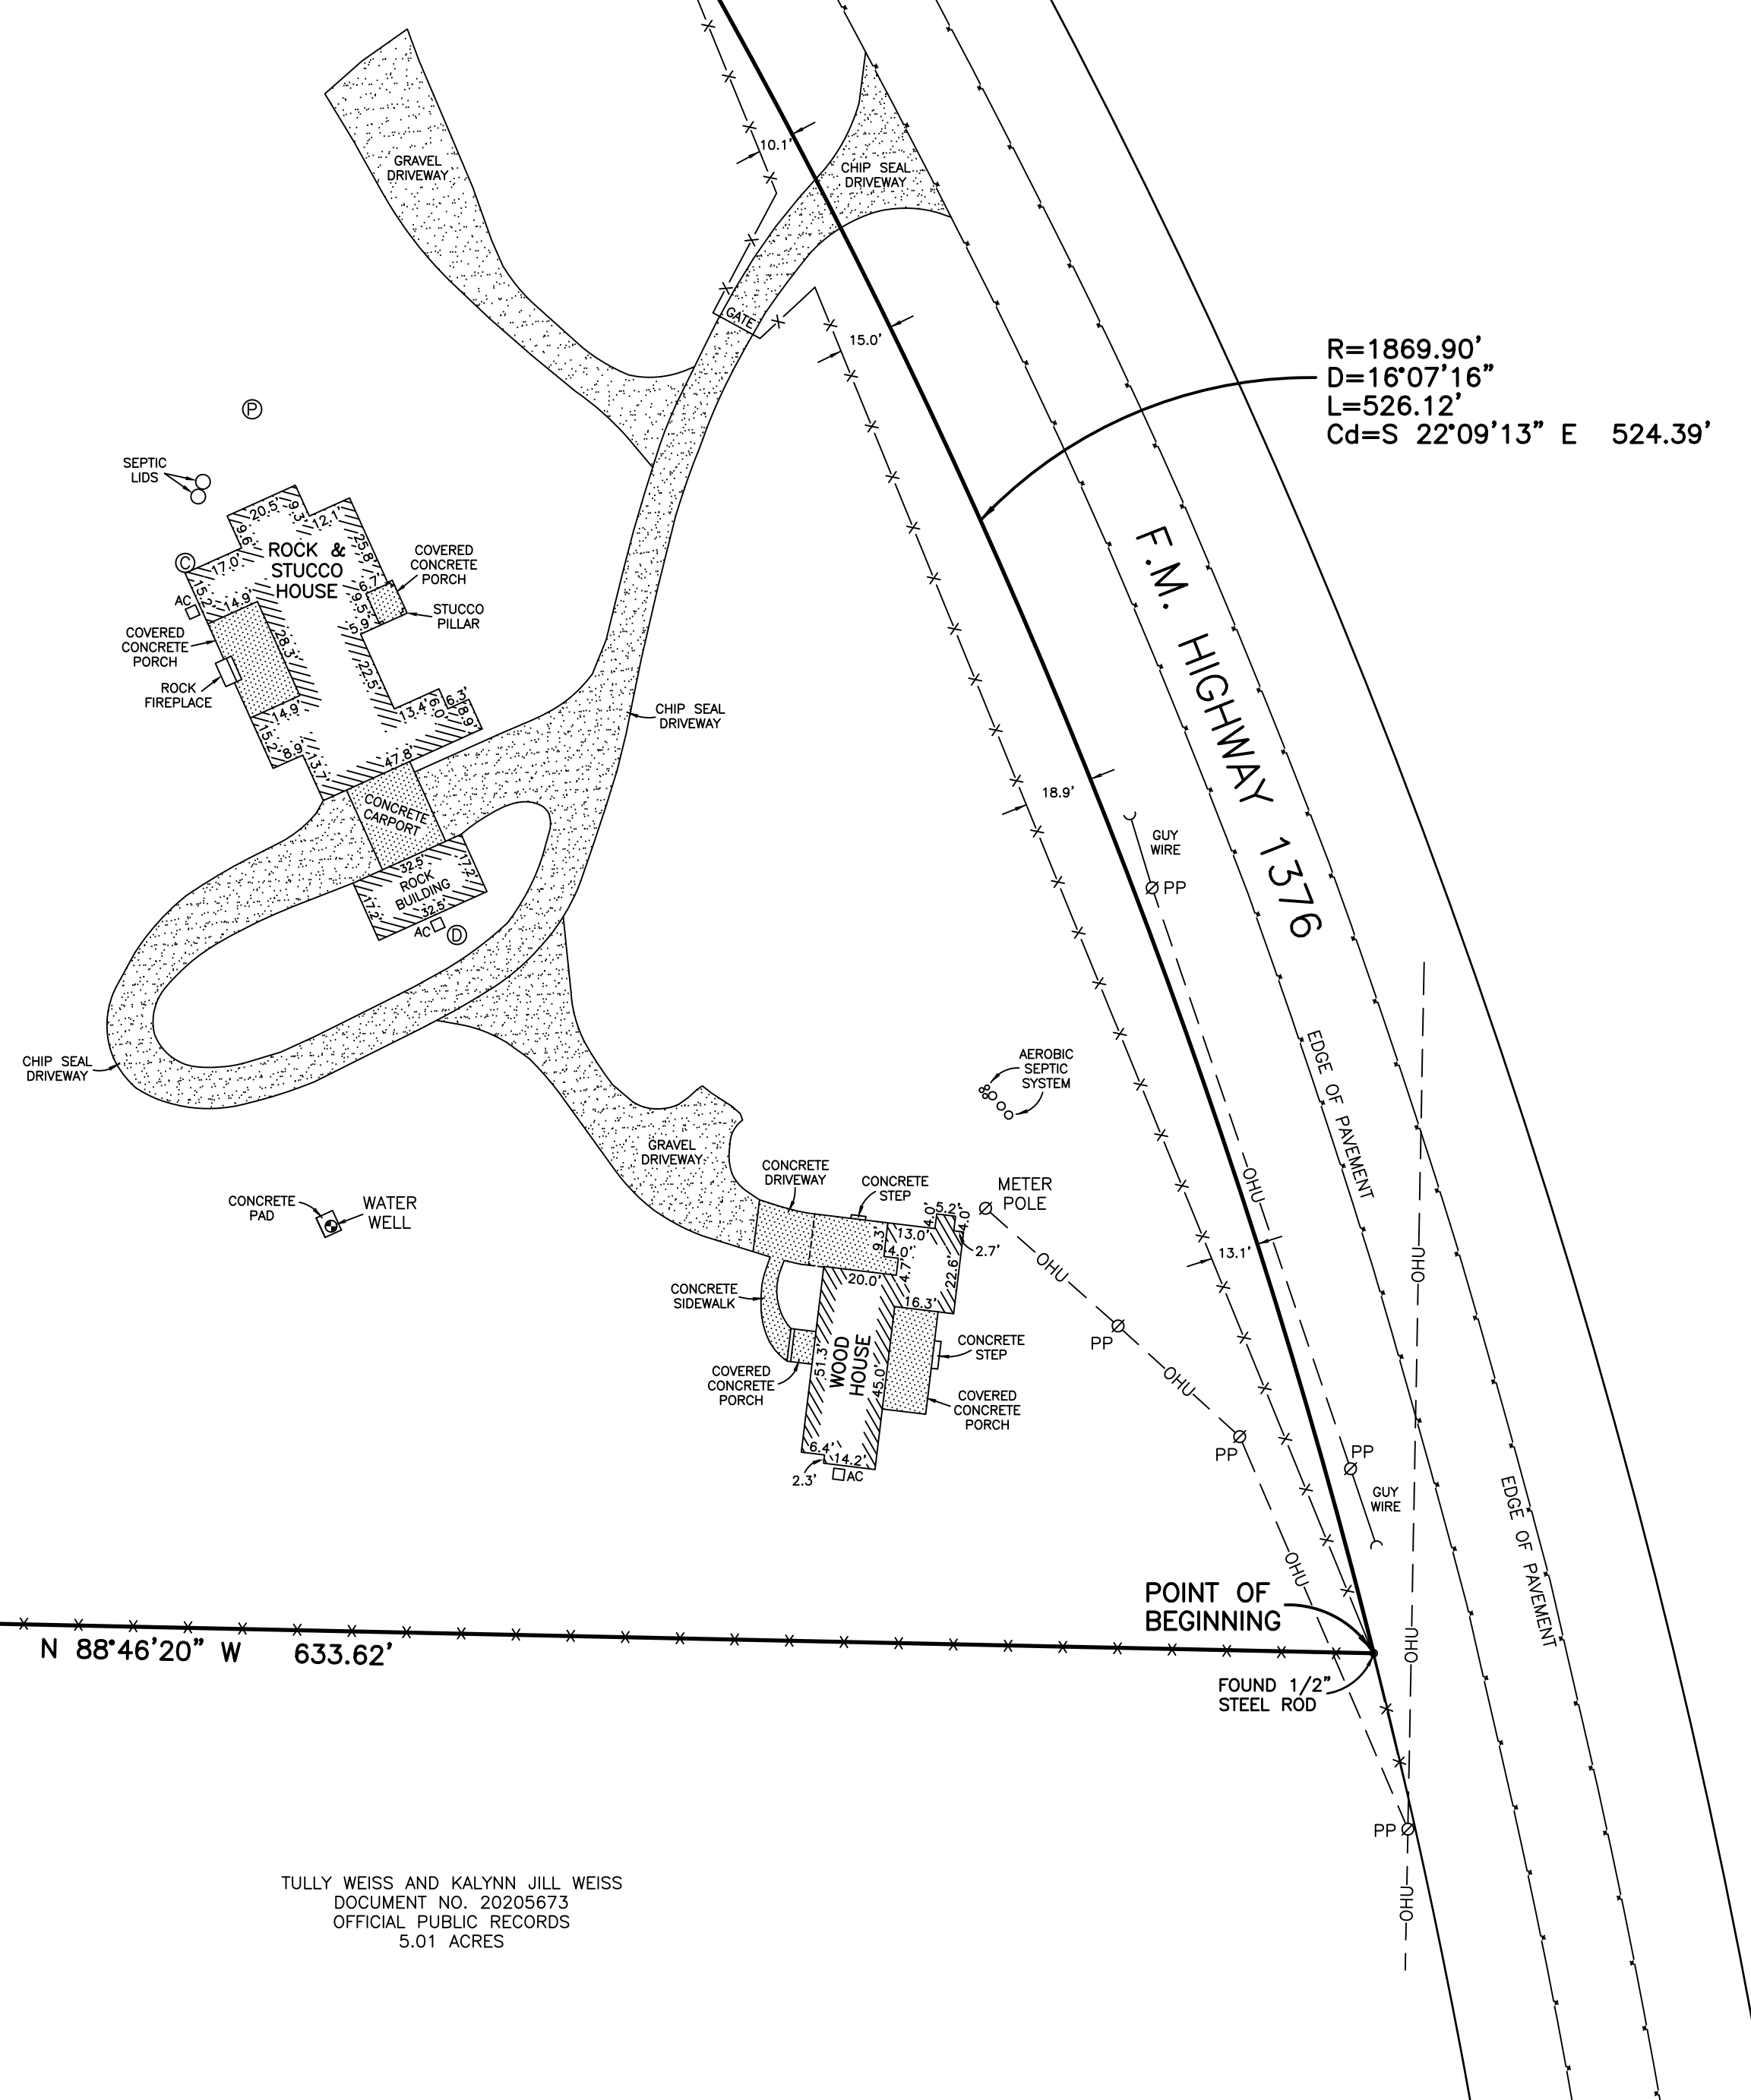 10.1'
GRAVEL
DRIVEWAY
CHIP SEAL
DRIVEWAY
GATE
15.0'
R=1869.90'
D=16°07'16"
L=526.12'
Cd=S 22°09'13" E 524.39'
P
SEPTIC
LIDS
20.5'
9.3'
12.1'
9.6'
25.8'
ROCK &
STUCCO
HOUSE
COVERED
CONCRETE
PORCH
C
17.0'
15.2'
14.9'
AC
6.7'
9.5'
5.9'
STUCCO
PILLAR
COVERED
CONCRETE
PORCH
28.3'
22.5'
ROCK
FIREPLACE
14.9'
13.4'
6.0'
6.3'
8.9'
15.2'
8.9'
13.7'
47.8'
CHIP SEAL
DRIVEWAY
CONCRETE
CARPORT
32.5'
17.2'
ROCK
BUILDING
17.2'
32.5'
AC
D
F.M. HIGHWAY 1376
18.9'
GUY
WIRE
PP
CHIP SEAL
DRIVEWAY
AEROBIC
SEPTIC
SYSTEM
EDGE OF PAVEMENT
GRAVEL
DRIVEWAY
CONCRETE
DRIVEWAY
CONCRETE
STEP
METER
POLE
OHU
CONCRETE
PAD
WATER
WELL
4.0'
5.2'
4.0'
13.0'
9.3'
2.7'
4.0'
4.7'
22.6'
20.0'
16.3'
OHU
13.1'
OHU
CONCRETE
SIDEWALK
WOOD
HOUSE
51.3'
45.0'
CONCRETE
STEP
PP
COVERED
CONCRETE
PORCH
OHU
COVERED
CONCRETE
PORCH
6.4'
14.2'
2.3'
AC
PP
PP
GUY
WIRE
EDGE OF PAVEMENT
OHU
POINT OF
BEGINNING
OHU
N 88°46'20" W 633.62'
FOUND 1/2"
STEEL ROD
PP
OHU
TULLY WEISS AND KALYNN JILL WEISS
DOCUMENT NO. 20205673
OFFICIAL PUBLIC RECORDS
5.01 ACRES